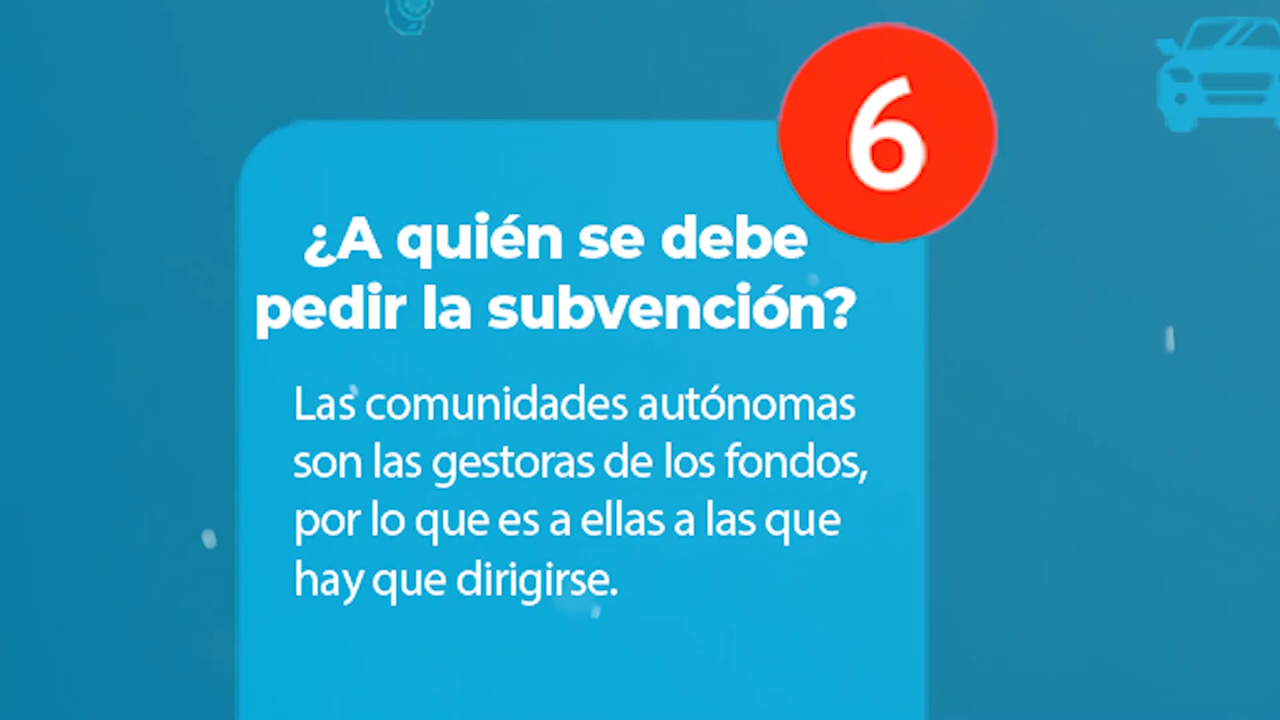 6
¿A quién se debe
pedir la subvención?
Las comunidades autónomas
son las gestoras de los fondos,
por lo que es a ellas a las que
hay que dirigirse.